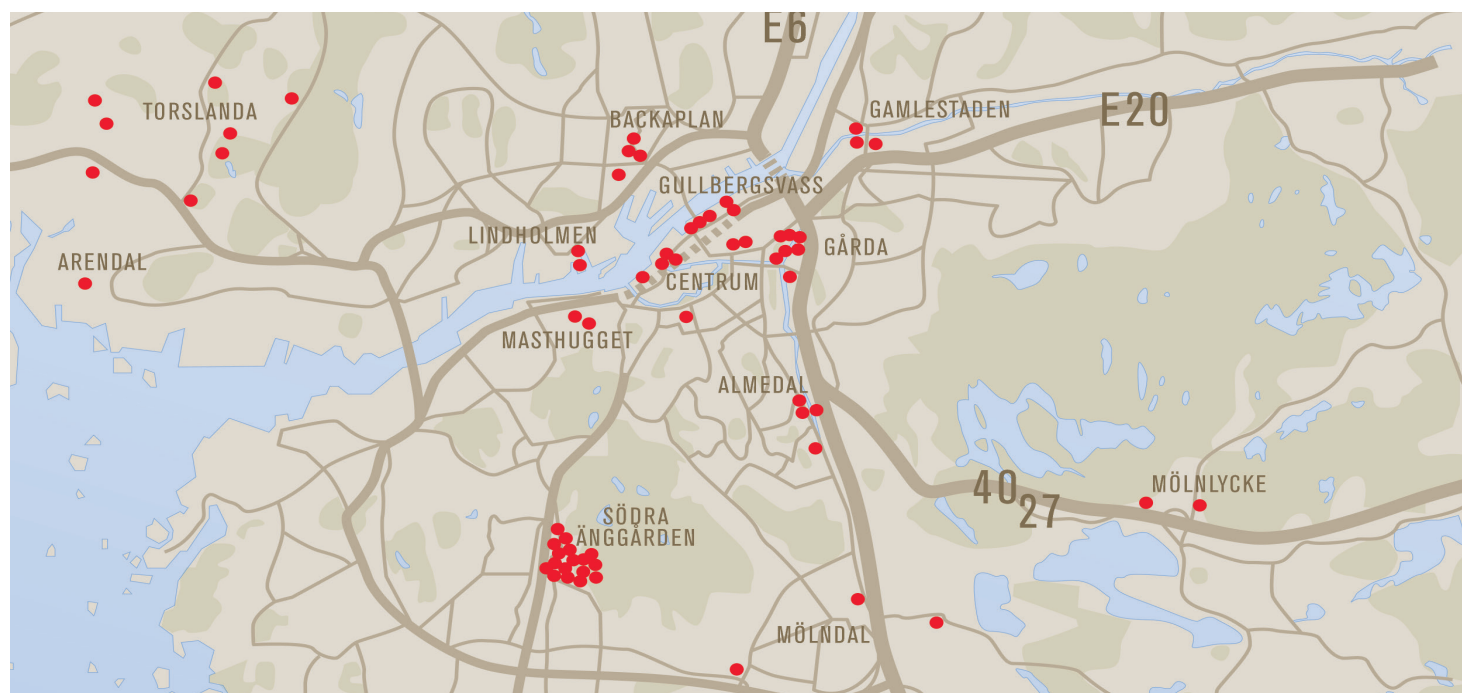 E6
TORSLANDA
BACKAPLAN
GAMLESTADEN
E20
GULLBERGSVASS
LINDHOLMEN
GÅRDA
ARENDAL
CENTRUM
MASTHUGGET
ALMEDAL
40
27
MÖLNLYCKE
SÖDRA
ÄNGGÅRDEN
MÖLNDAL